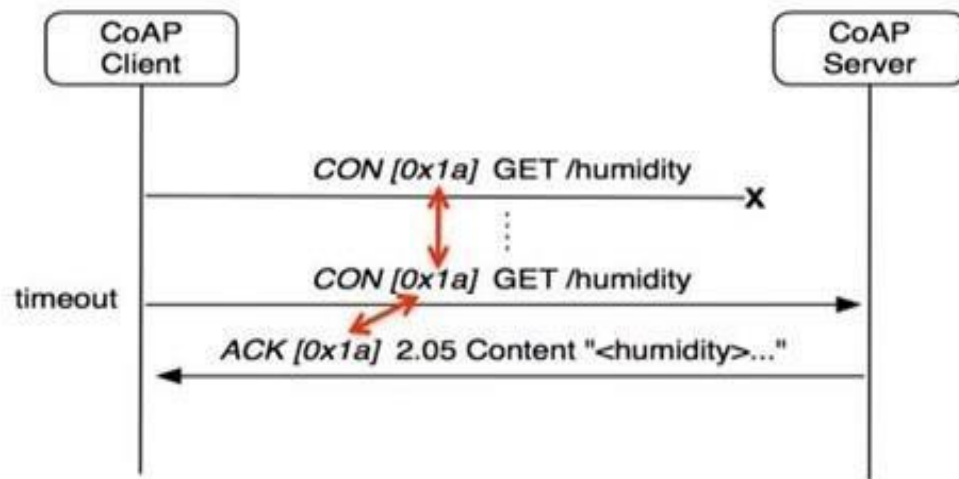 CoAP
Client
CoAP
Server
CON [0x1a] GET /humidity
x
CON [0x1a] GET /humidity
timeout
ACK [0x1a] 2.05 Content "<humidity>..."